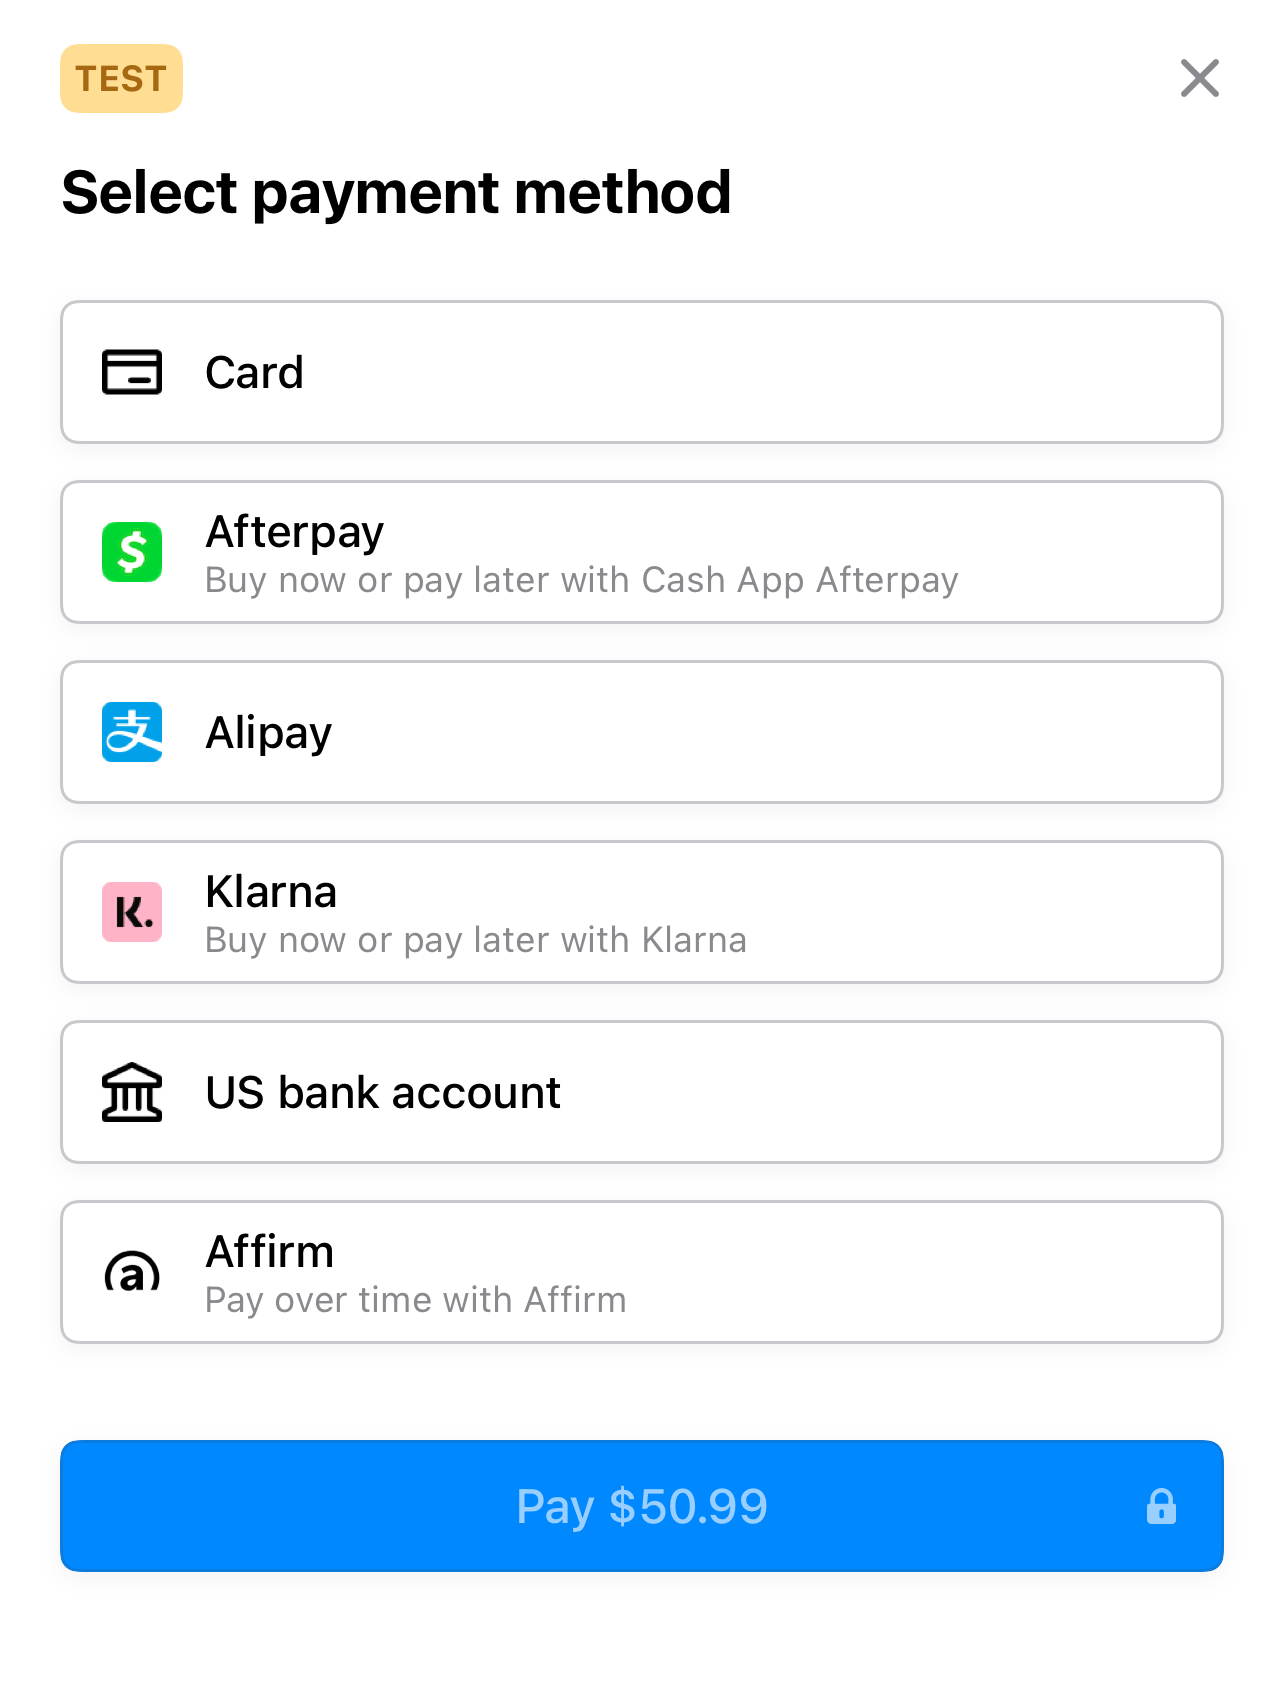 TEST
Select payment method
Card
$
Afterpay
Buy now or pay later with Cash App Afterpay
支
Alipay
K.
Klarna
Buy now or pay later with Klarna
US bank account
a
Affirm
Pay over time with Affirm
Pay $50.99